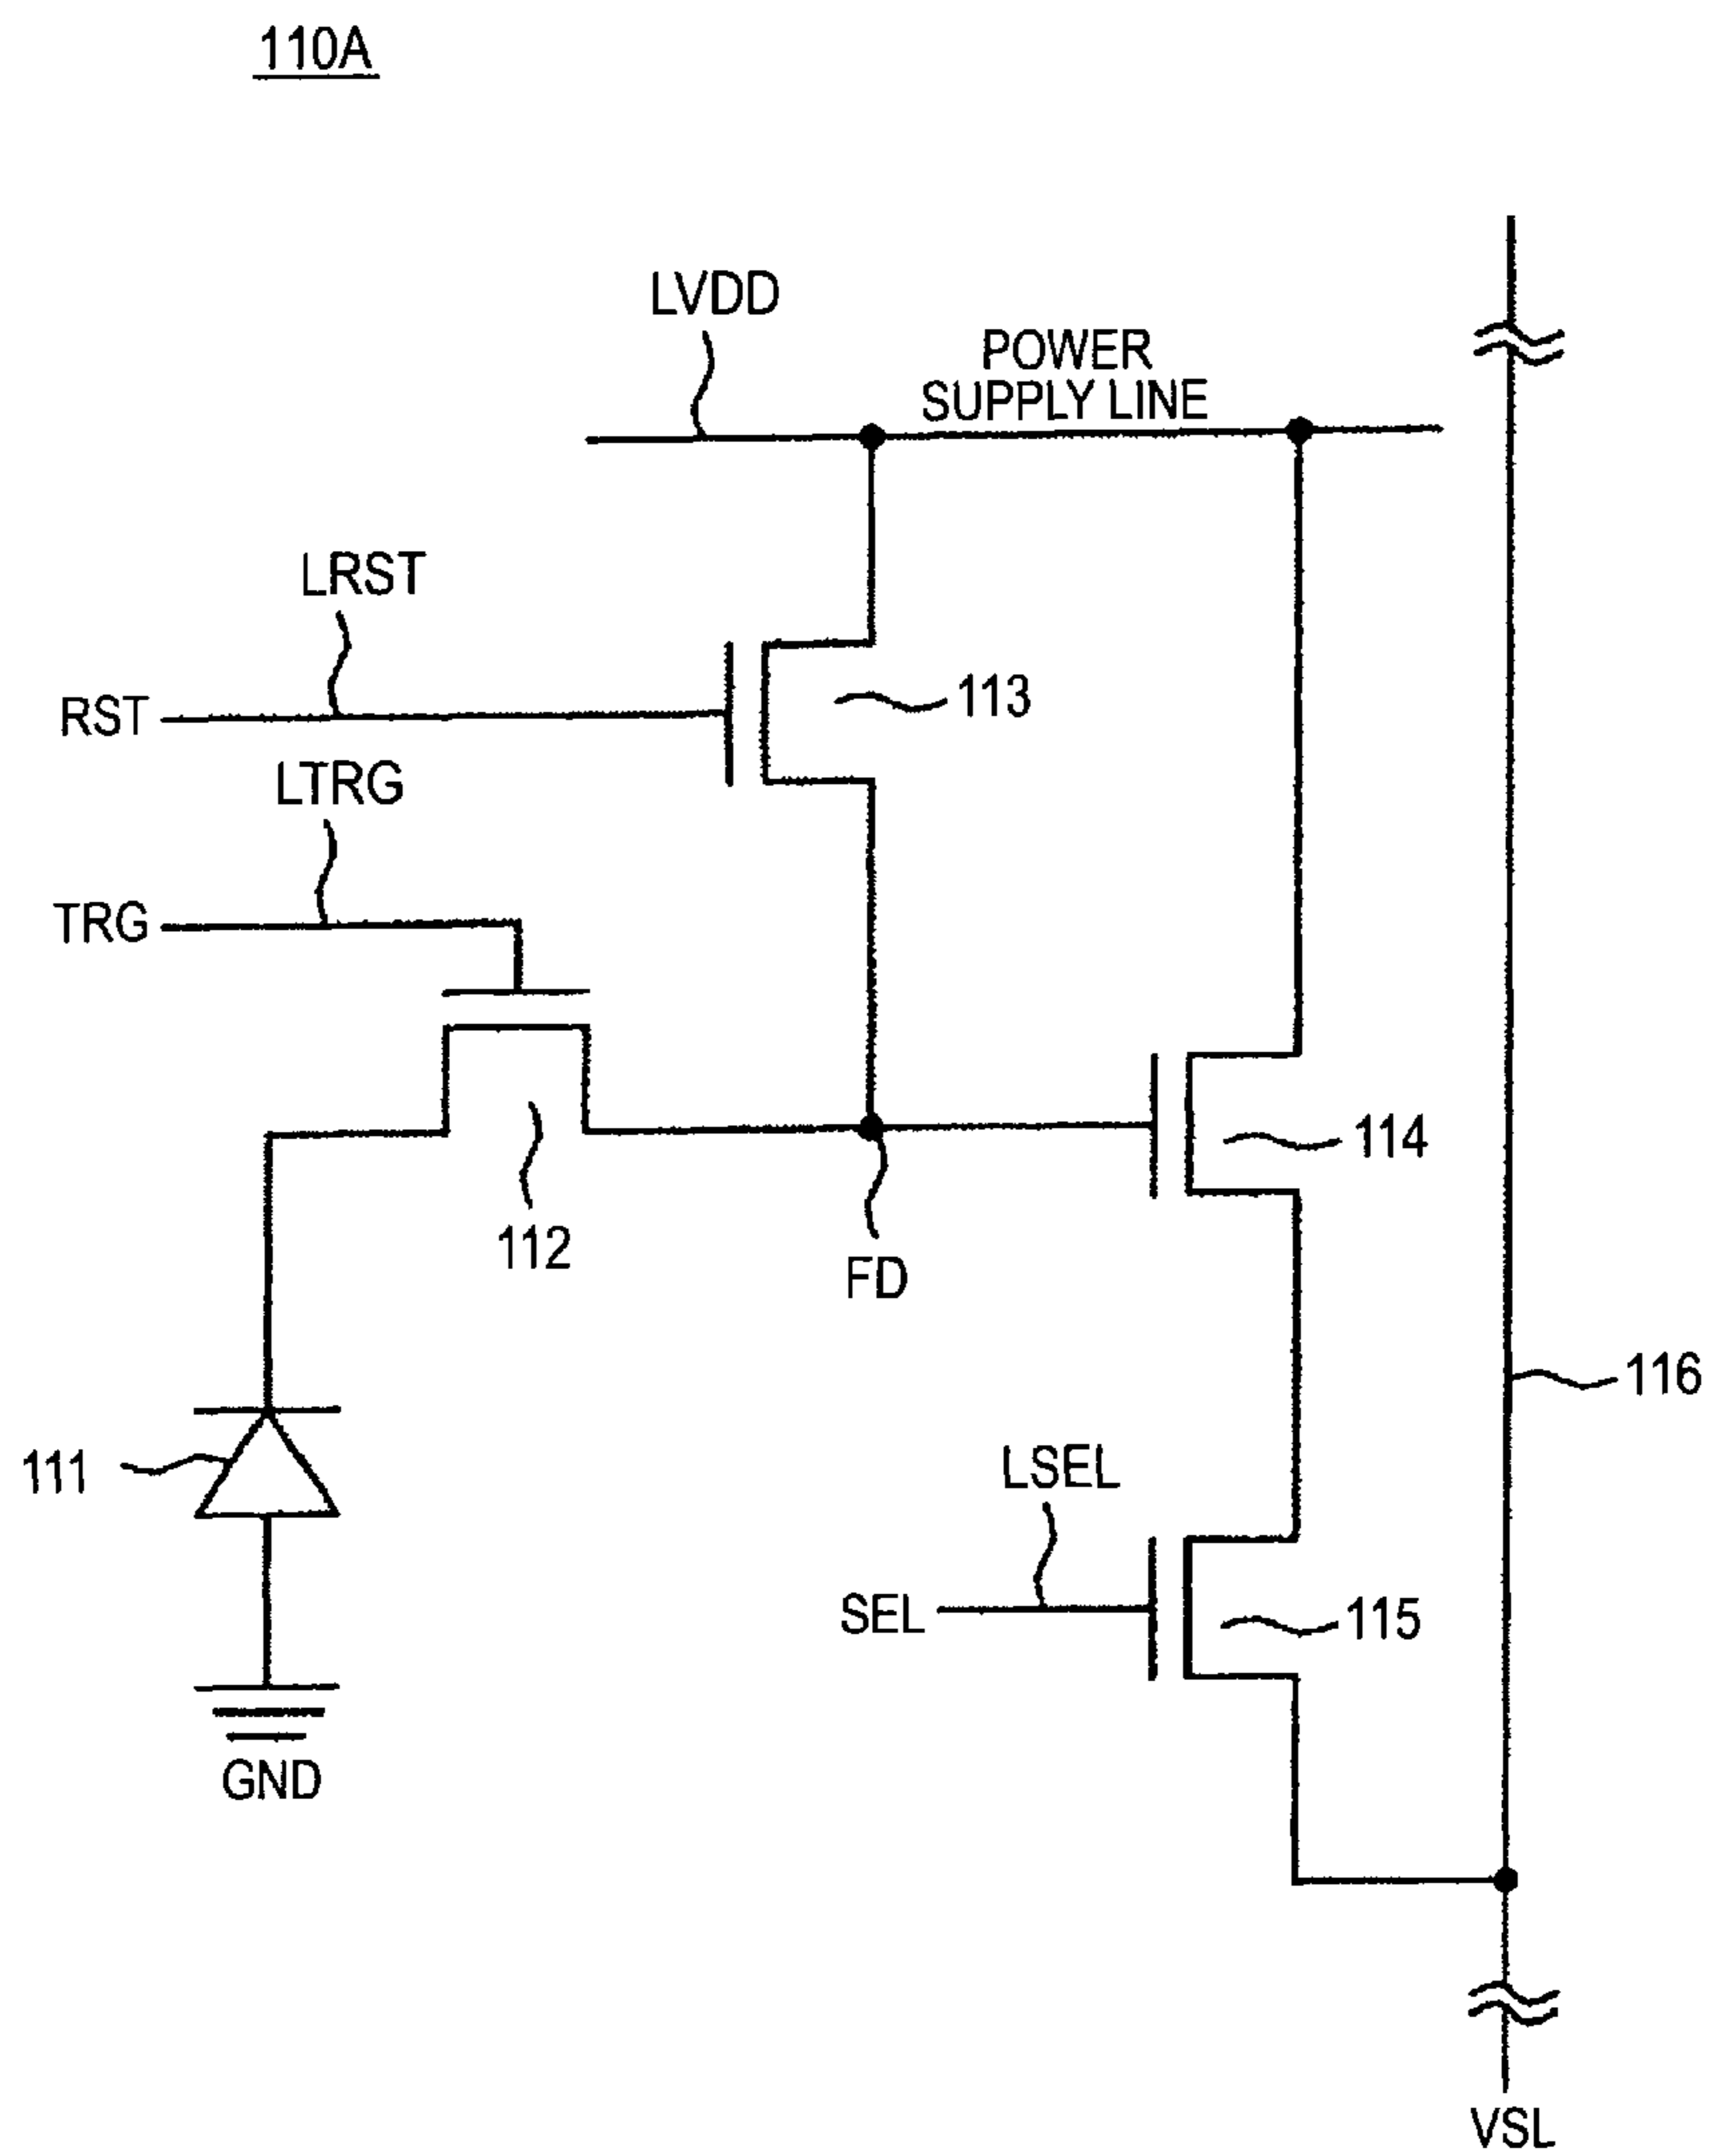 110A
LVDD
POWER
SUPPLY LINE
LRST
RST
113
LTRG
TRG
114
112
FD
116
111
LSEL
SEL
115
GND
VSL